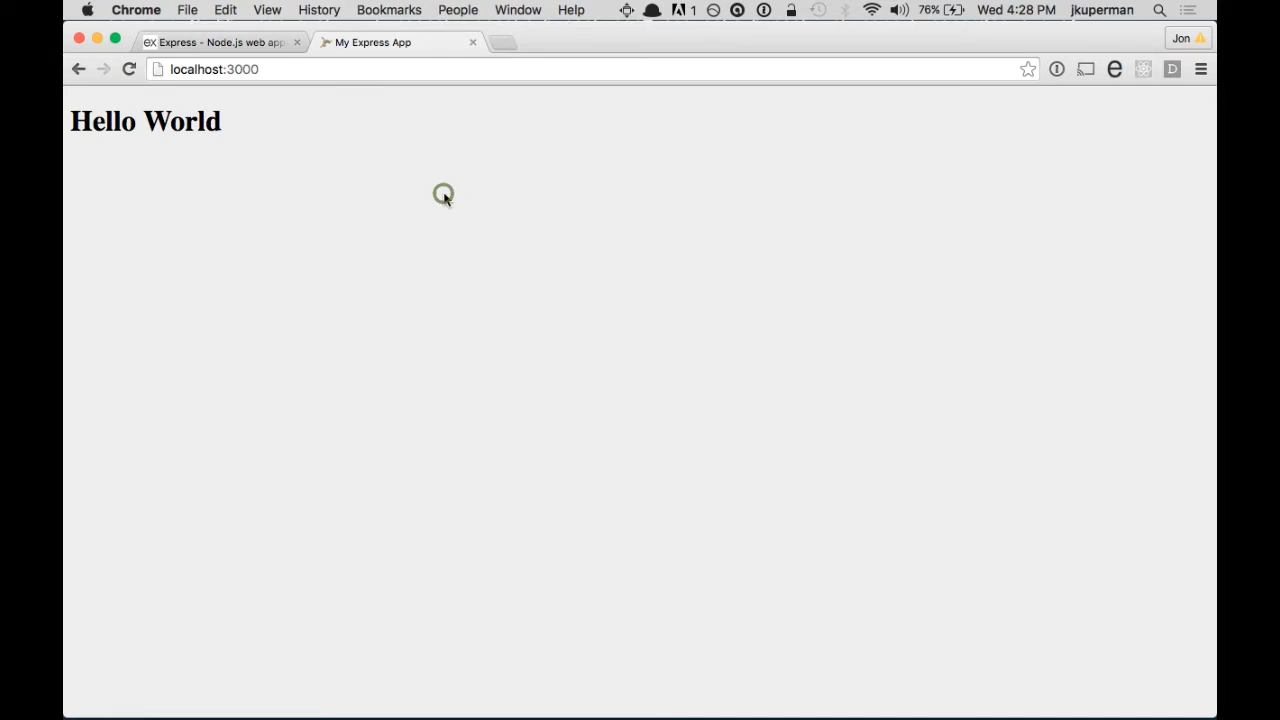 Chrome File Edit View History Bookmarks People Window Help 1 76% Wed 4:28 PM jkuperman
ex Express - Node.js web app My Express App Jon
localhost:3000 e D
Hello World